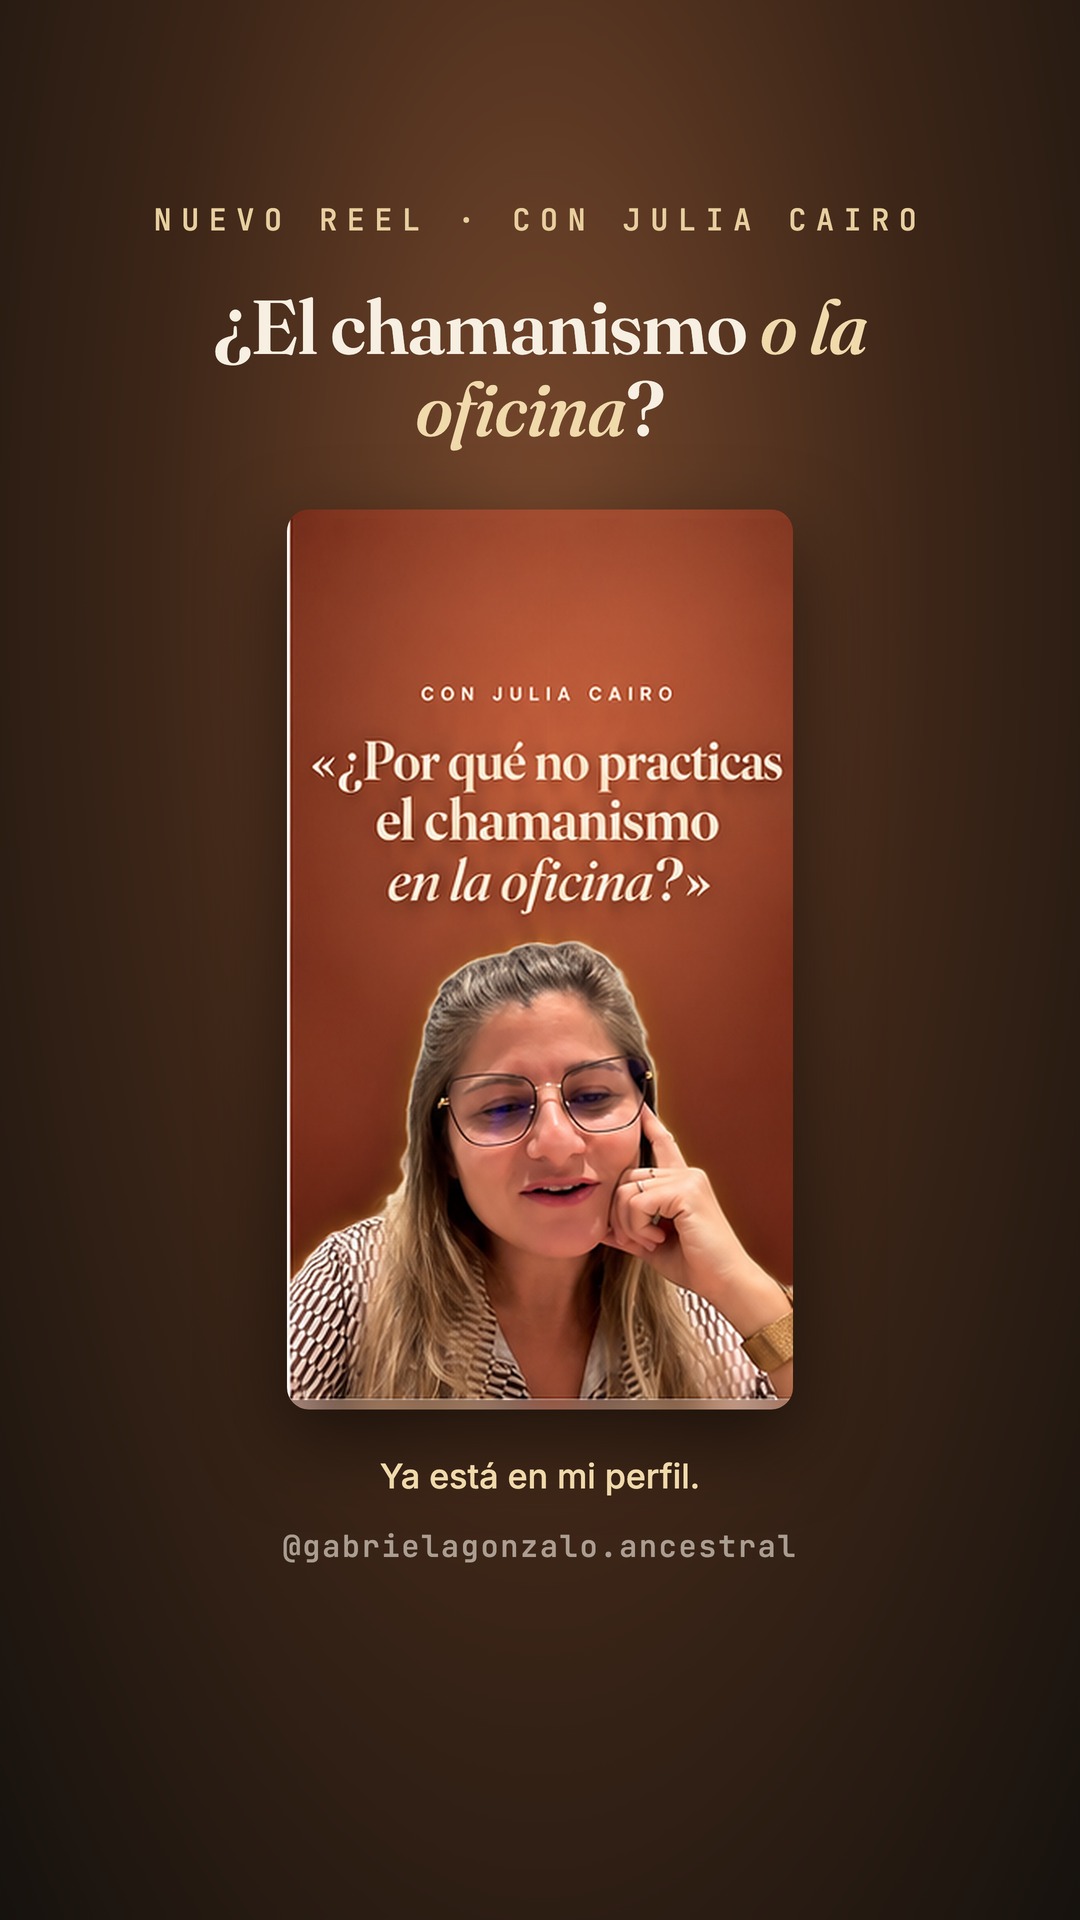 NUEVO REEL · CON JULIA CAIRO
¿El chamanismo o la
oficina?
CON JULIA CAIRO
«¿Por qué no practicas
el chamanismo
en la oficina?»
Ya está en mi perfil.
@gabrielagonzalo.ancestral